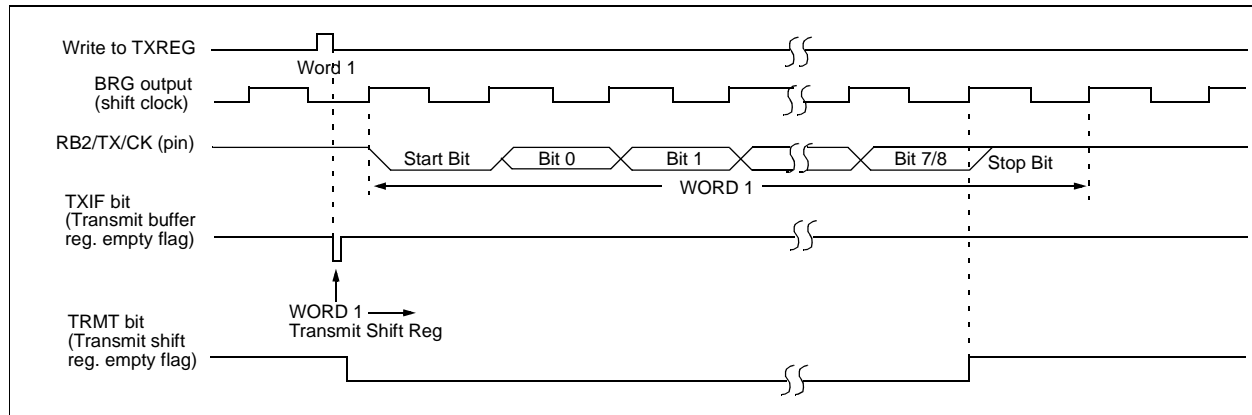 Write to TXREG
Word 1
BRG output
(shift clock)
RB2/TX/CK (pin)
Start Bit
Bit 0
Bit 1
Bit 7/8
Stop Bit
WORD 1
TXIF bit
(Transmit buffer
reg. empty flag)
WORD 1
Transmit Shift Reg
TRMT bit
(Transmit shift
reg. empty flag)